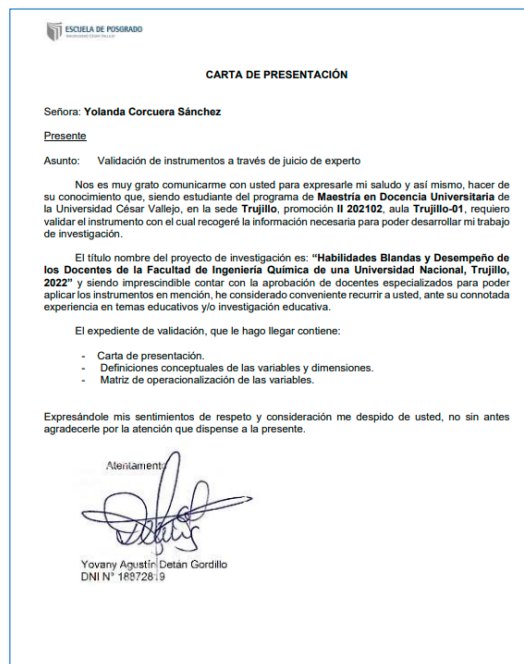 ESCUELA DE POSGRADO
UNIVERSIDAD CÉSAR VALLEJO
CARTA DE PRESENTACIÓN
Señora: Yolanda Corcuera Sánchez
Presente
Asunto: Validación de instrumentos a través de juicio de experto
Nos es muy grato comunicarme con usted para expresarle mi saludo y así mismo, hacer de
su conocimiento que, siendo estudiante del programa de Maestría en Docencia Universitaria de
la Universidad César Vallejo, en la sede Trujillo, promoción II 202102, aula Trujillo-01, requiero
validar el instrumento con el cual recogeré la información necesaria para poder desarrollar mi trabajo
de investigación.
El título nombre del proyecto de investigación es: “Habilidades Blandas y Desempeño de
los Docentes de la Facultad de Ingeniería Química de una Universidad Nacional, Trujillo,
2022” y siendo imprescindible contar con la aprobación de docentes especializados para poder
aplicar los instrumentos en mención, he considerado conveniente recurrir a usted, ante su connotada
experiencia en temas educativos y/o investigación educativa.
El expediente de validación, que le hago llegar contiene:
- Carta de presentación.
- Definiciones conceptuales de las variables y dimensiones.
- Matriz de operacionalización de las variables.
Expresándole mis sentimientos de respeto y consideración me despido de usted, no sin antes
agradecerle por la atención que dispense a la presente.
Atentament
Yovany Agustín Detán Gordillo
DNI N° 18872819